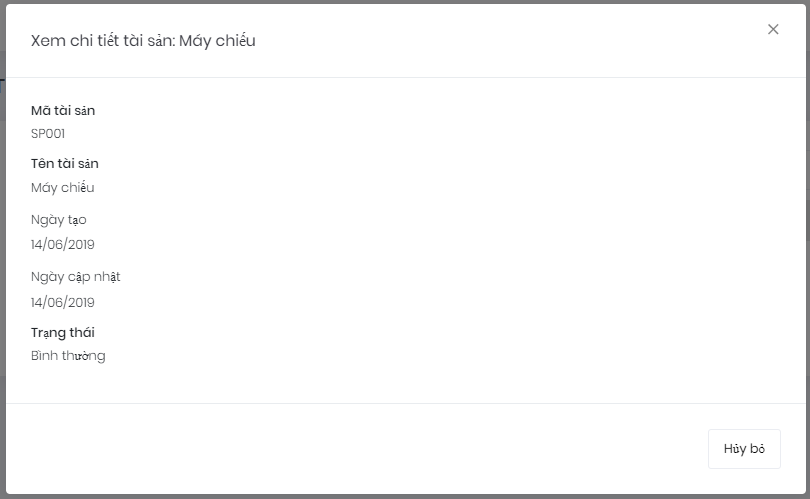 Xem chi tiết tài sản: Máy chiếu
Mã tài sản
SP001
Tên tài sản
Máy chiếu
Ngày tạo
14/06/2019
Ngày cập nhật
14/06/2019
Trạng thái
Bình thường
Hủy bỏ